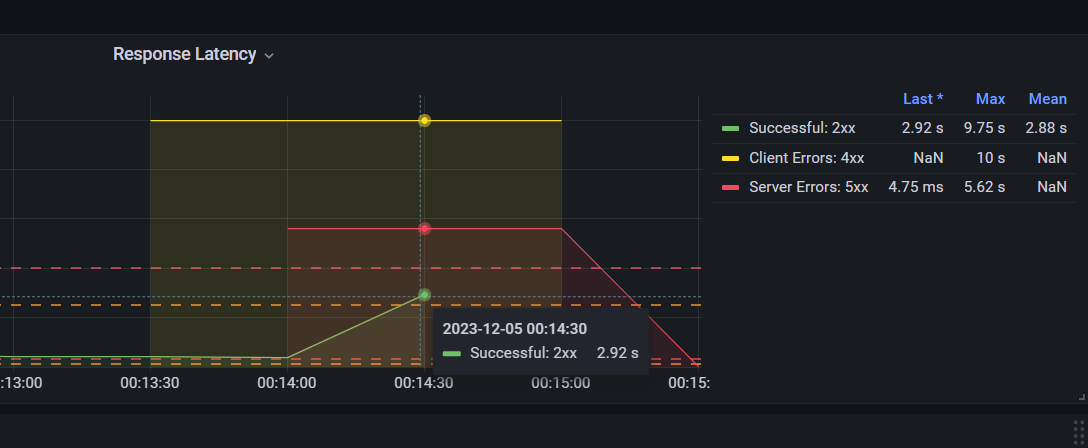 Response Latency
Last * Max Mean
Successful: 2xx 2.92 s 9.75 s 2.88 s
Client Errors: 4xx NaN 10 s NaN
Server Errors: 5xx 4.75 ms 5.62 s NaN
2023-12-05 00:14:30
Successful: 2xx 2.92 s
:13:00 00:13:30 00:14:00 00:14:30 00:15:00 00:15: